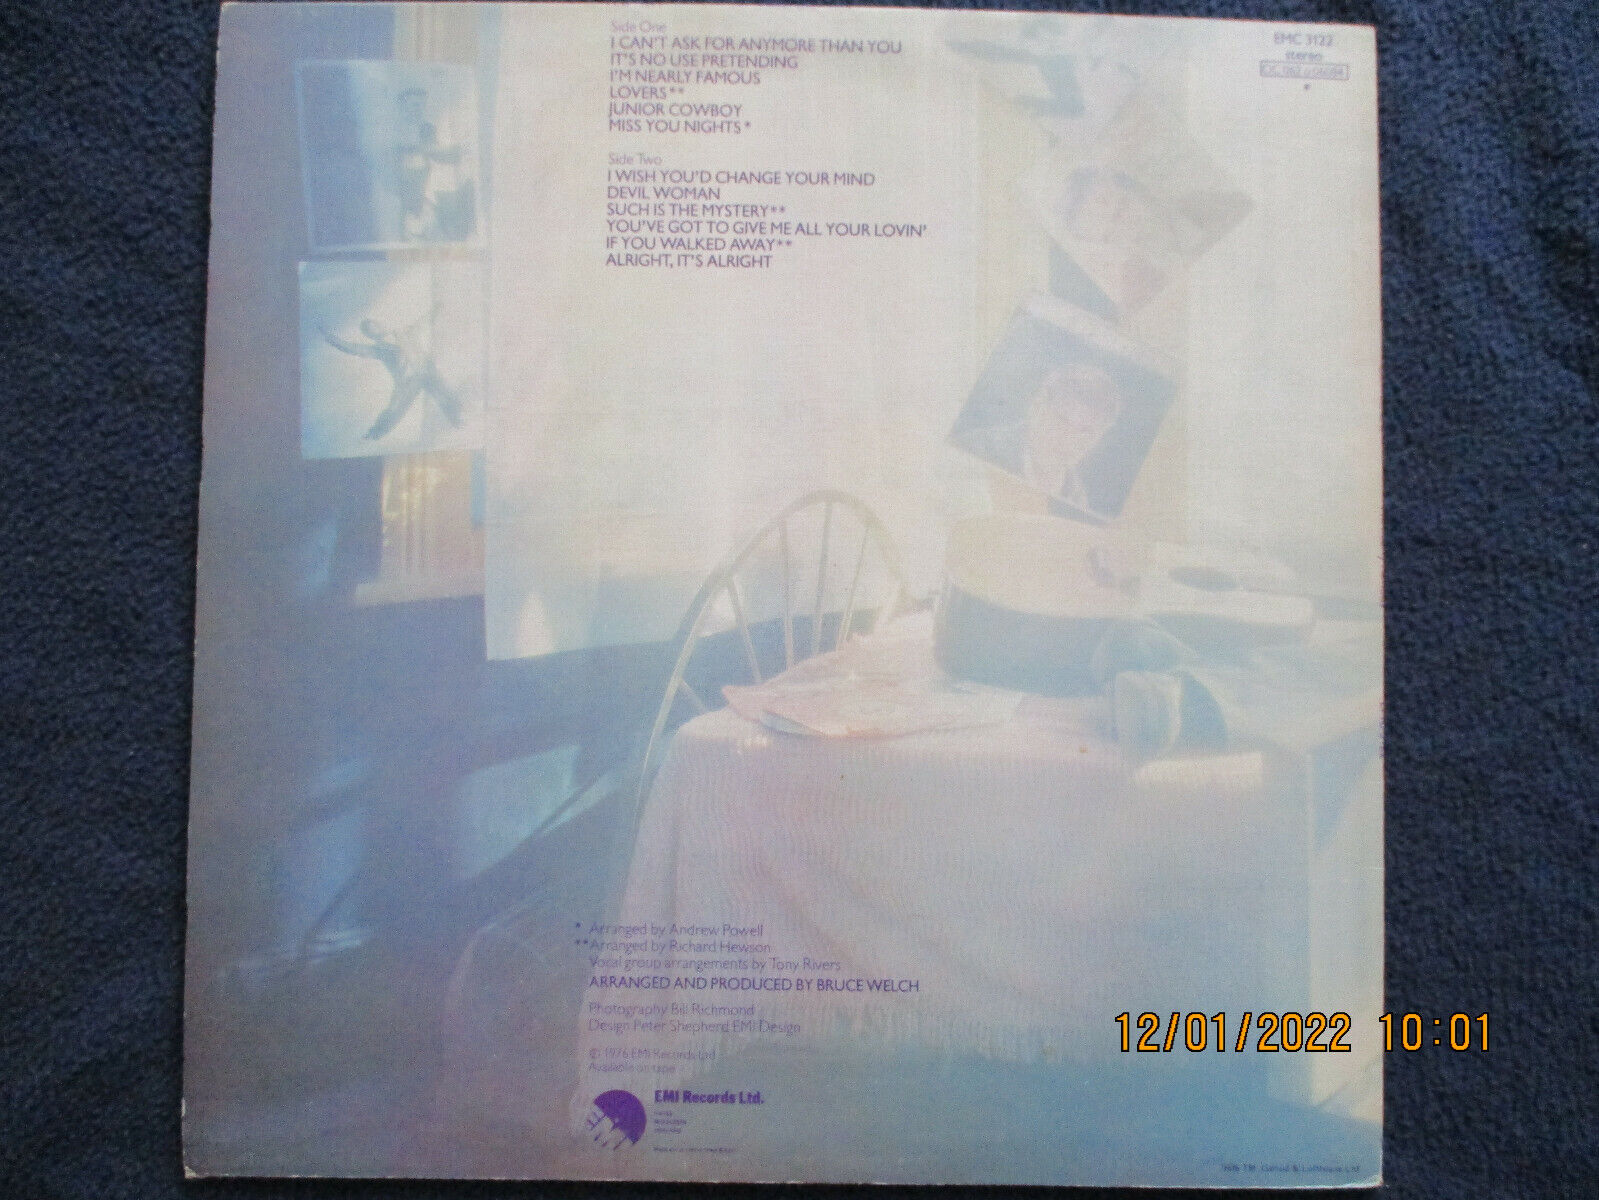 Side One
I CAN'T ASK FOR ANYMORE THAN YOU
IT'S NO USE PRETENDING
I'M NEARLY FAMOUS
LOVERS**
JUNIOR COWBOY
MISS YOU NIGHTS*
Side Two
I WISH YOU'D CHANGE YOUR MIND
DEVIL WOMAN
SUCH IS THE MYSTERY**
YOU'VE GOT TO GIVE ME ALL YOUR LOVIN'
IF YOU WALKED AWAY**
ALRIGHT, IT'S ALRIGHT
EMC 3122
stereo
*
* Arranged by Andrew Powell
**Arranged by Richard Hewson
Vocal group arrangements by Tony Rivers
ARRANGED AND PRODUCED BY BRUCE WELCH
Photography Bill Richmond
Design Peter Shepherd EMI Design
© 1976 EMI Records Ltd
Available on tape
EMI Records Ltd.
Garrod & Lofthouse Ltd
12/01/2022 10:01